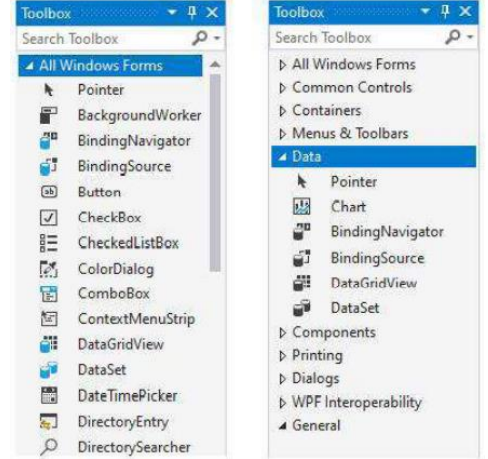 Toolbox
Search Toolbox
All Windows Forms
Pointer
BackgroundWorker
BindingNavigator
BindingSource
Button
CheckBox
CheckedListBox
ColorDialog
ComboBox
ContextMenuStrip
DataGridView
DataSet
DateTimePicker
DirectoryEntry
DirectorySearcher
Toolbox
Search Toolbox
All Windows Forms
Common Controls
Containers
Menus & Toolbars
Data
Pointer
Chart
BindingNavigator
BindingSource
DataGridView
DataSet
Components
Printing
Dialogs
WPF Interoperability
General